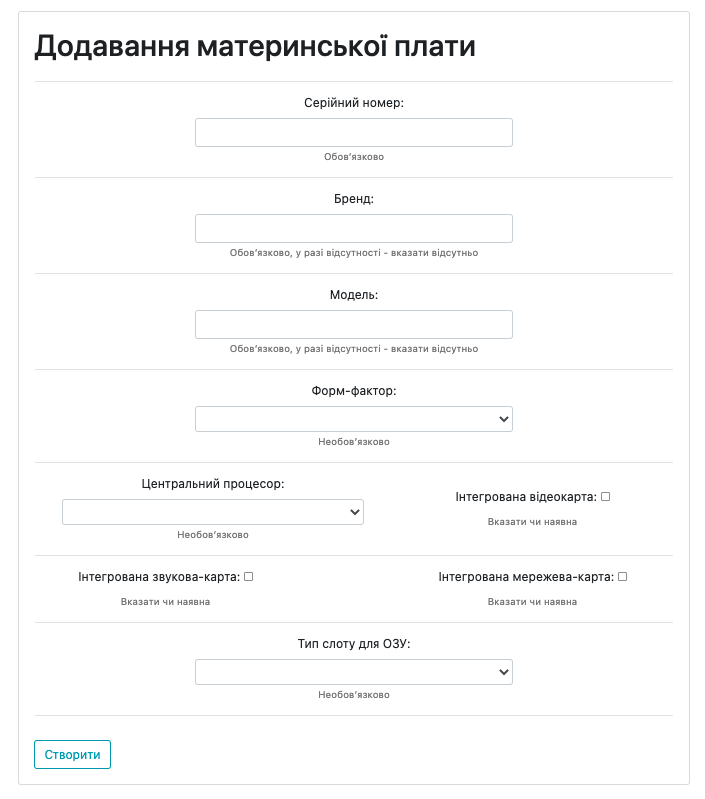 Додавання материнської плати
Серійний номер:
Обов'язково
Бренд:
Обов'язково, у разі відсутності - вказати відсутньо
Модель:
Обов'язково, у разі відсутності - вказати відсутньо
Форм-фактор:
Необов'язково
Центральний процесор:
Необов'язково
Інтегрована відеокарта:
Вказати чи наявна
Інтегрована звукова-карта:
Вказати чи наявна
Інтегрована мережева-карта:
Вказати чи наявна
Тип слоту для ОЗУ:
Необов'язково
Створити